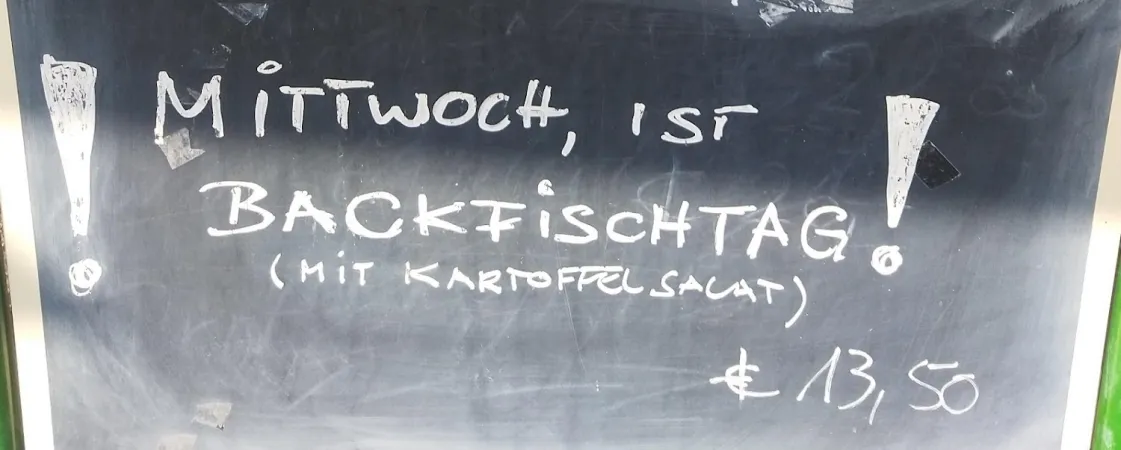 ! MITTWOCH, IST !
BACKFISCHTAG
(MIT KARTOFFELSALAT)
€ 13,50